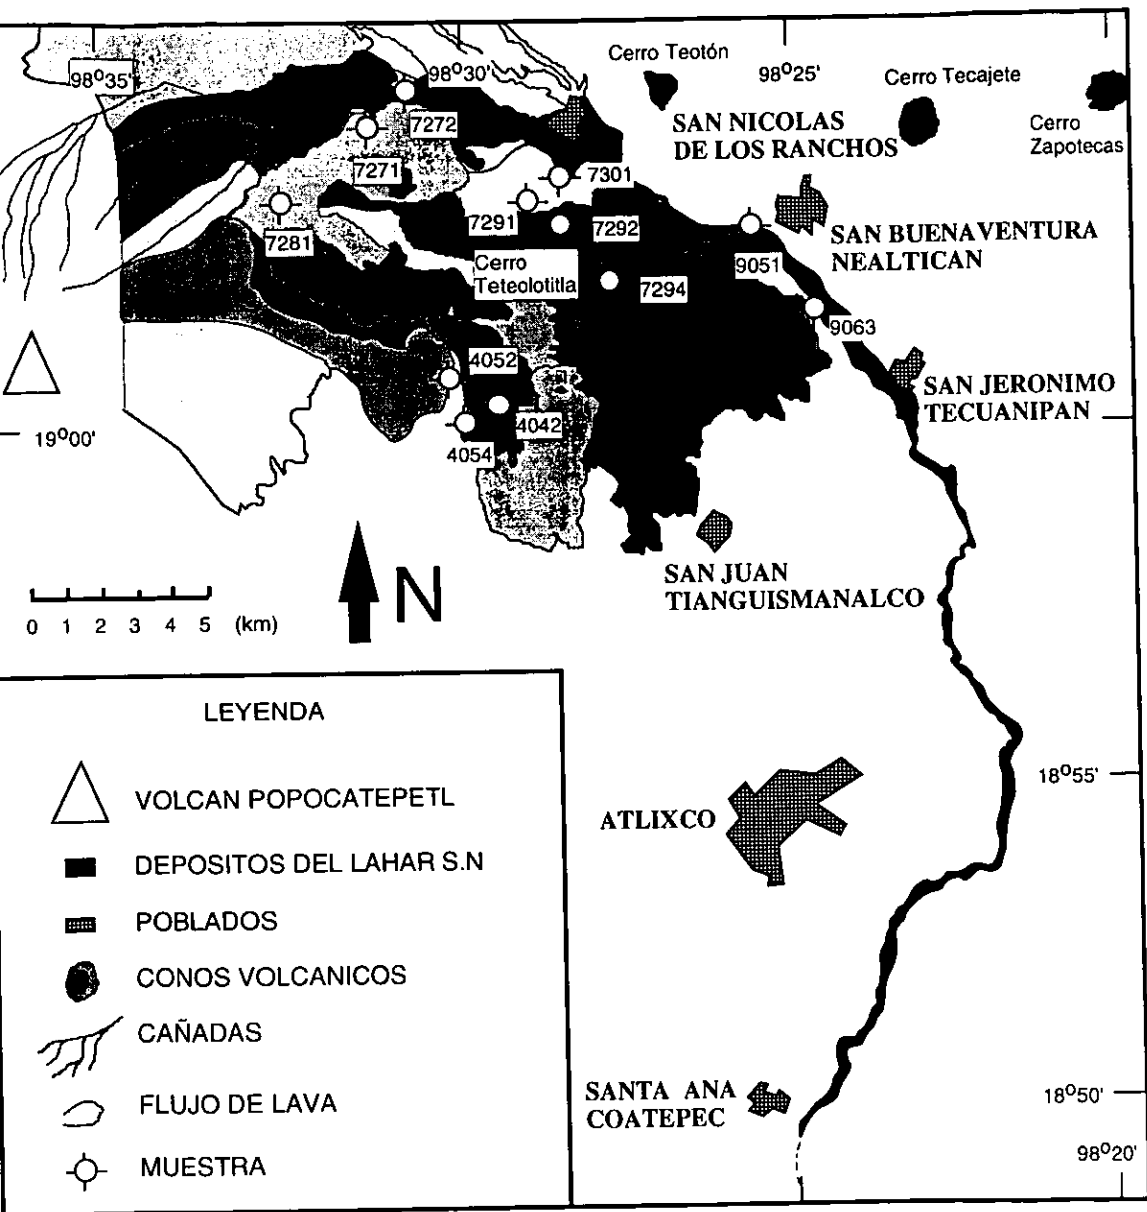 98°35'
98°30'
Cerro Teotón
98°25'
Cerro Tecajete
Cerro
Zapotecas
7272
SAN NICOLAS
DE LOS RANCHOS
7271
7301
7291
7292
7281
SAN BUENAVENTURA
NEALTICAN
Cerro
Teteolotitla
9051
7294
9063
4052
SAN JERONIMO
TECUANIPAN
4042
19°00'
4054
SAN JUAN
TIANGUISMANALCO
N
0 1 2 3 4 5 (km)
LEYENDA
VOLCAN POPOCATEPETL
DEPOSITOS DEL LAHAR S.N
POBLADOS
CONOS VOLCANICOS
CAÑADAS
FLUJO DE LAVA
MUESTRA
18°55'
ATLIXCO
SANTA ANA
COATEPEC
18°50'
98°20'